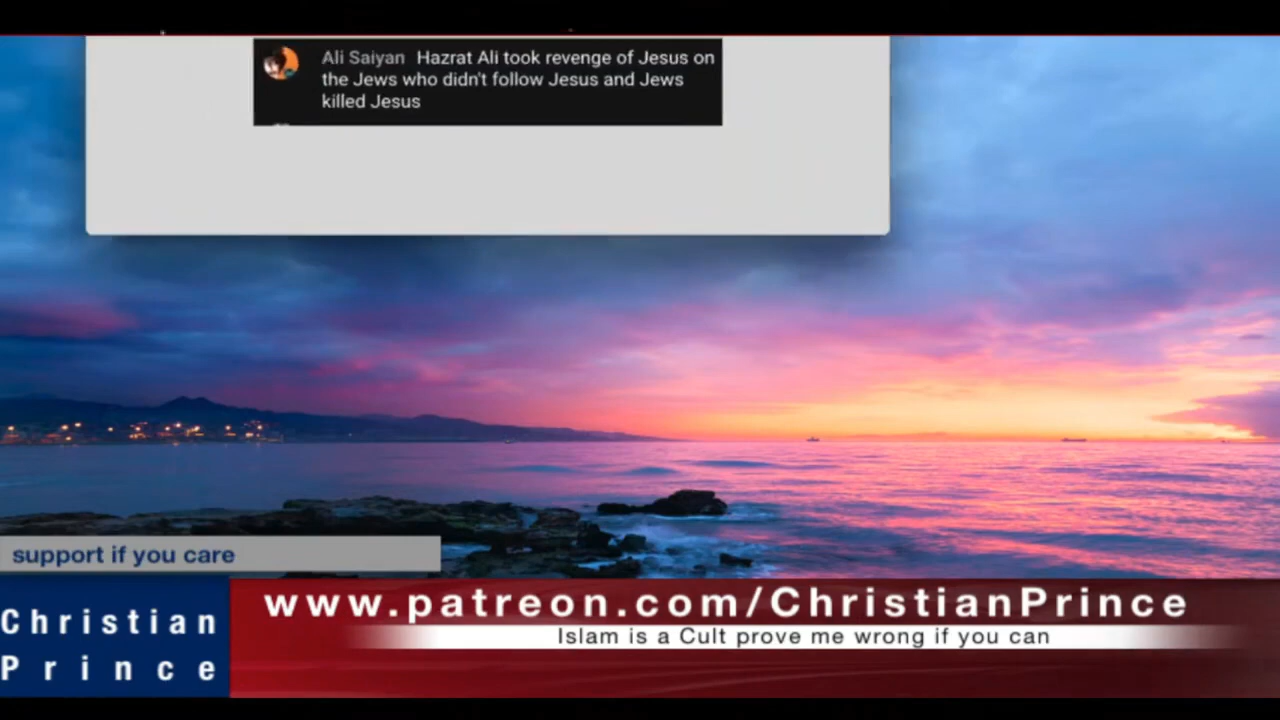 Ali Saiyan Hazrat Ali took revenge of Jesus on
the Jews who didn't follow Jesus and Jews
killed Jesus
support if you care
Christian
Prince
www.patreon.com/ChristianPrince
Islam is a Cult prove me wrong if you can